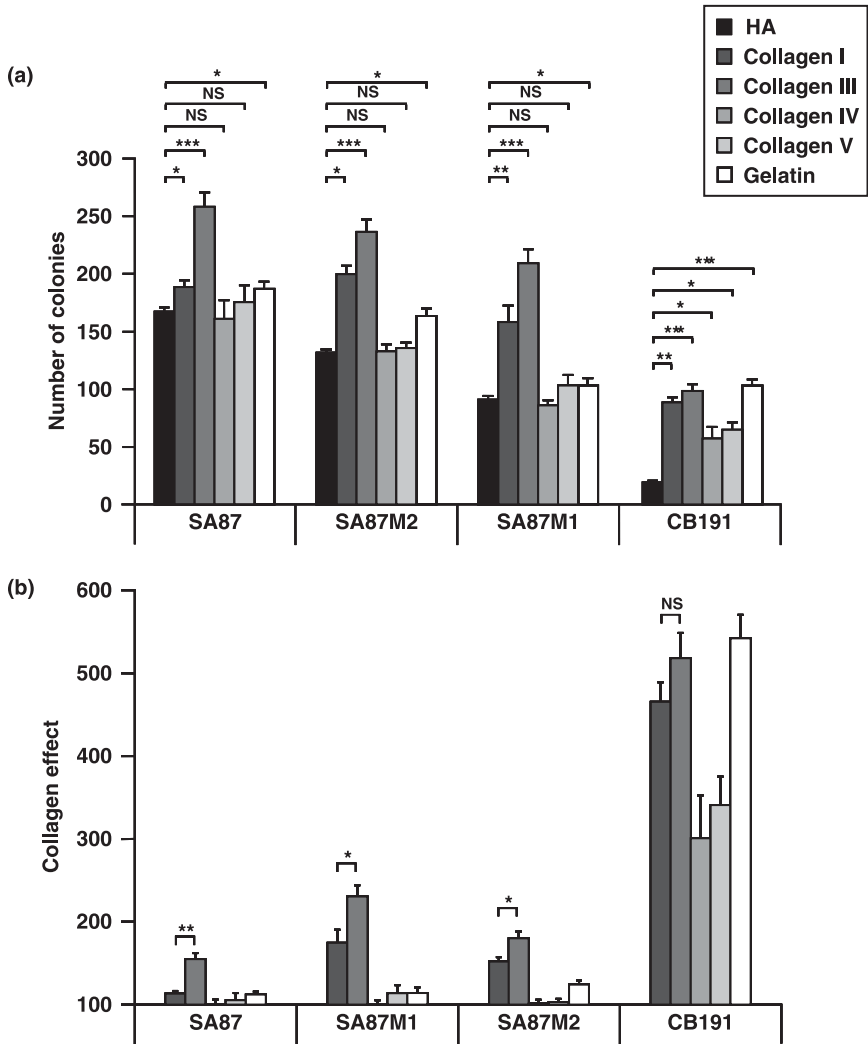 HA
Collagen I
Collagen III
Collagen IV
Collagen V
Gelatin
(a)
* * *
NS NS NS
NS NS NS
*** *** ***
* * **
***
*
*
***
**
Number of colonies
300
250
200
150
100
50
0
SA87 SA87M2 SA87M1 CB191
(b)
Collagen effect
600
500
400
300
200
100
NS
** * *
SA87 SA87M1 SA87M2 CB191